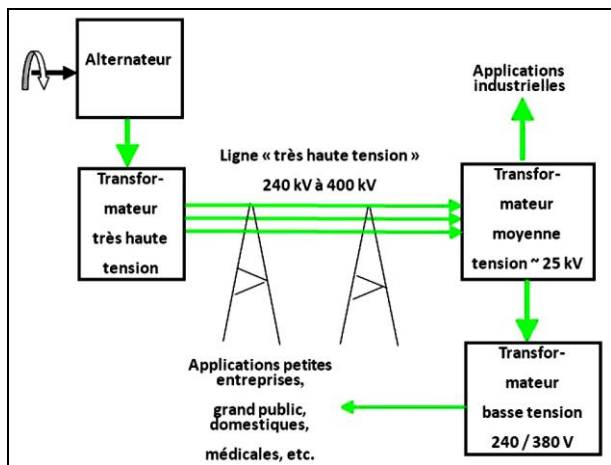 Alternateur
Applications
industrielles
Ligne « très haute tension »
240 kV à 400 kV
Transfor-
mateur
très haute
tension
Transfor-
mateur
moyenne
tension ~ 25 kV
Applications petites
entreprises,
grand public,
domestiques,
médicales, etc.
Transfor-
mateur
basse tension
240 / 380 V